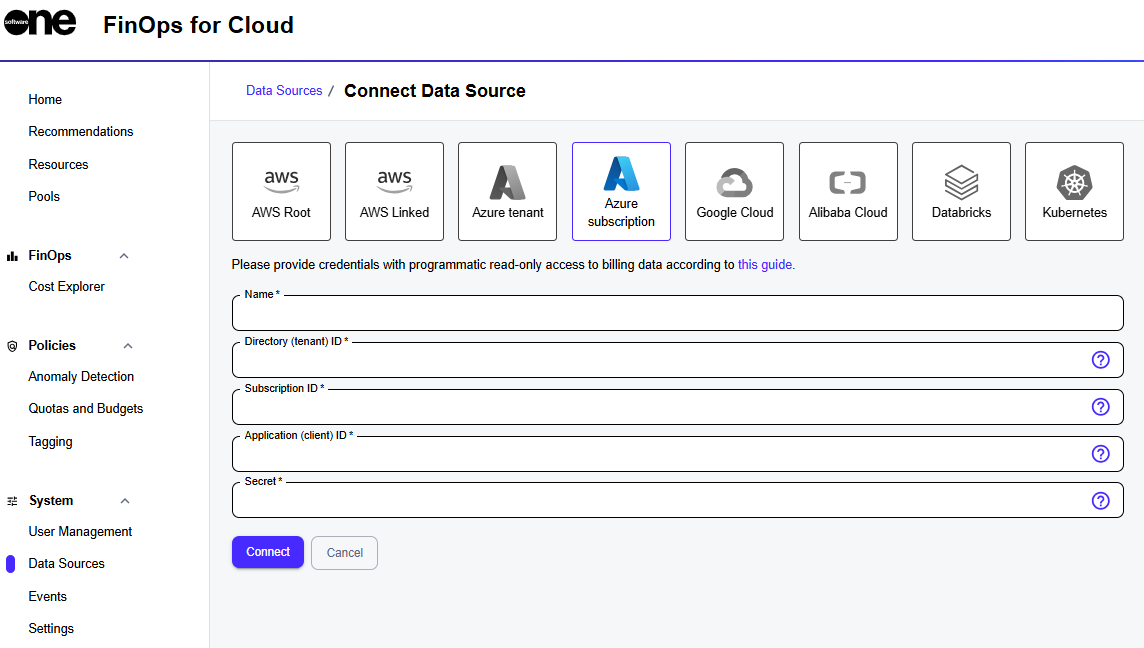 software one
FinOps for Cloud
Home
Recommendations
Resources
Pools
FinOps
Cost Explorer
Policies
Anomaly Detection
Quotas and Budgets
Tagging
System
User Management
Data Sources
Events
Settings
Data Sources / Connect Data Source
aws
AWS Root
aws
AWS Linked
Azure tenant
Azure
subscription
Google Cloud
Alibaba Cloud
Databricks
Kubernetes
Please provide credentials with programmatic read-only access to billing data according to this guide.
Name *
Directory (tenant) ID *
?
Subscription ID *
?
Application (client) ID *
?
Secret *
?
Connect
Cancel